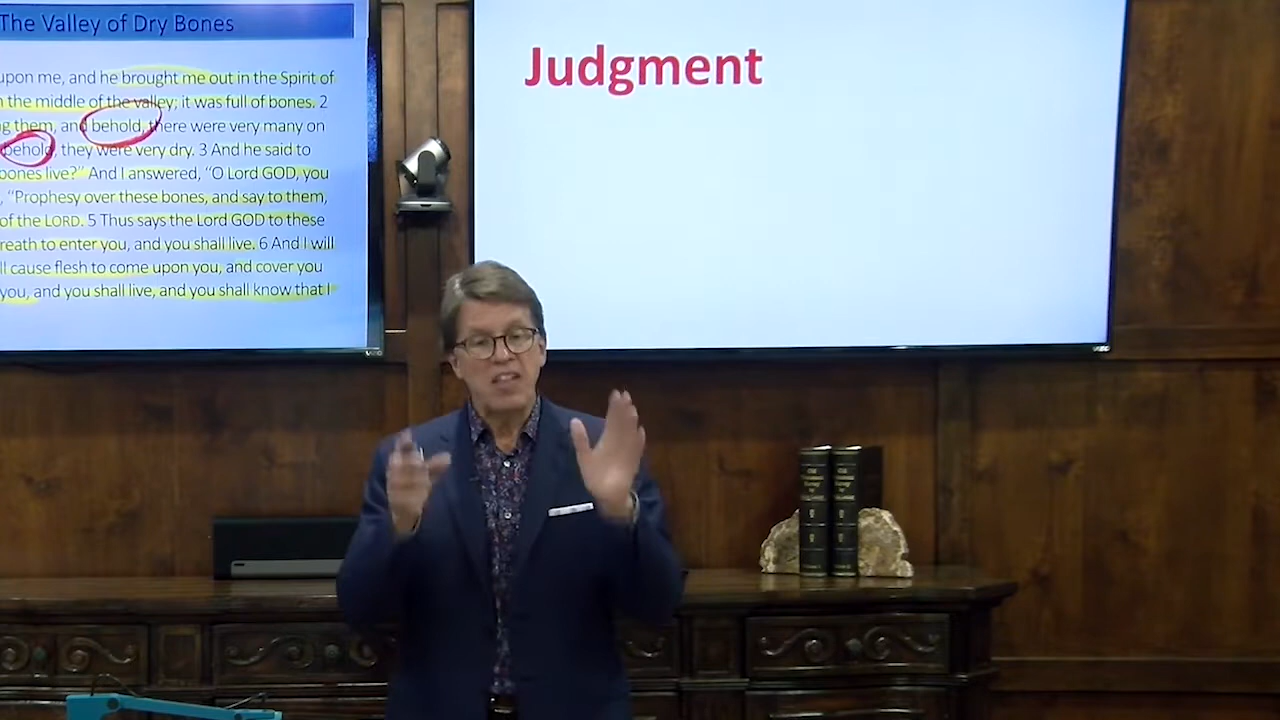 The Valley of Dry Bones
upon me, and he brought me out in the Spirit of
the middle of the valley; it was full of bones. 2
them, and behold, there were very many on
behold, they were very dry. 3 And he said to
bones live?" And I answered, "O Lord GOD, you
, "Prophesy over these bones, and say to them,
of the LORD. 5 Thus says the Lord GOD to these
reath to enter you, and you shall live. 6 And I will
ll cause flesh to come upon you, and cover you
you, and you shall live, and you shall know that I
VIZIO
Judgment
VIZIO
Old
Testament